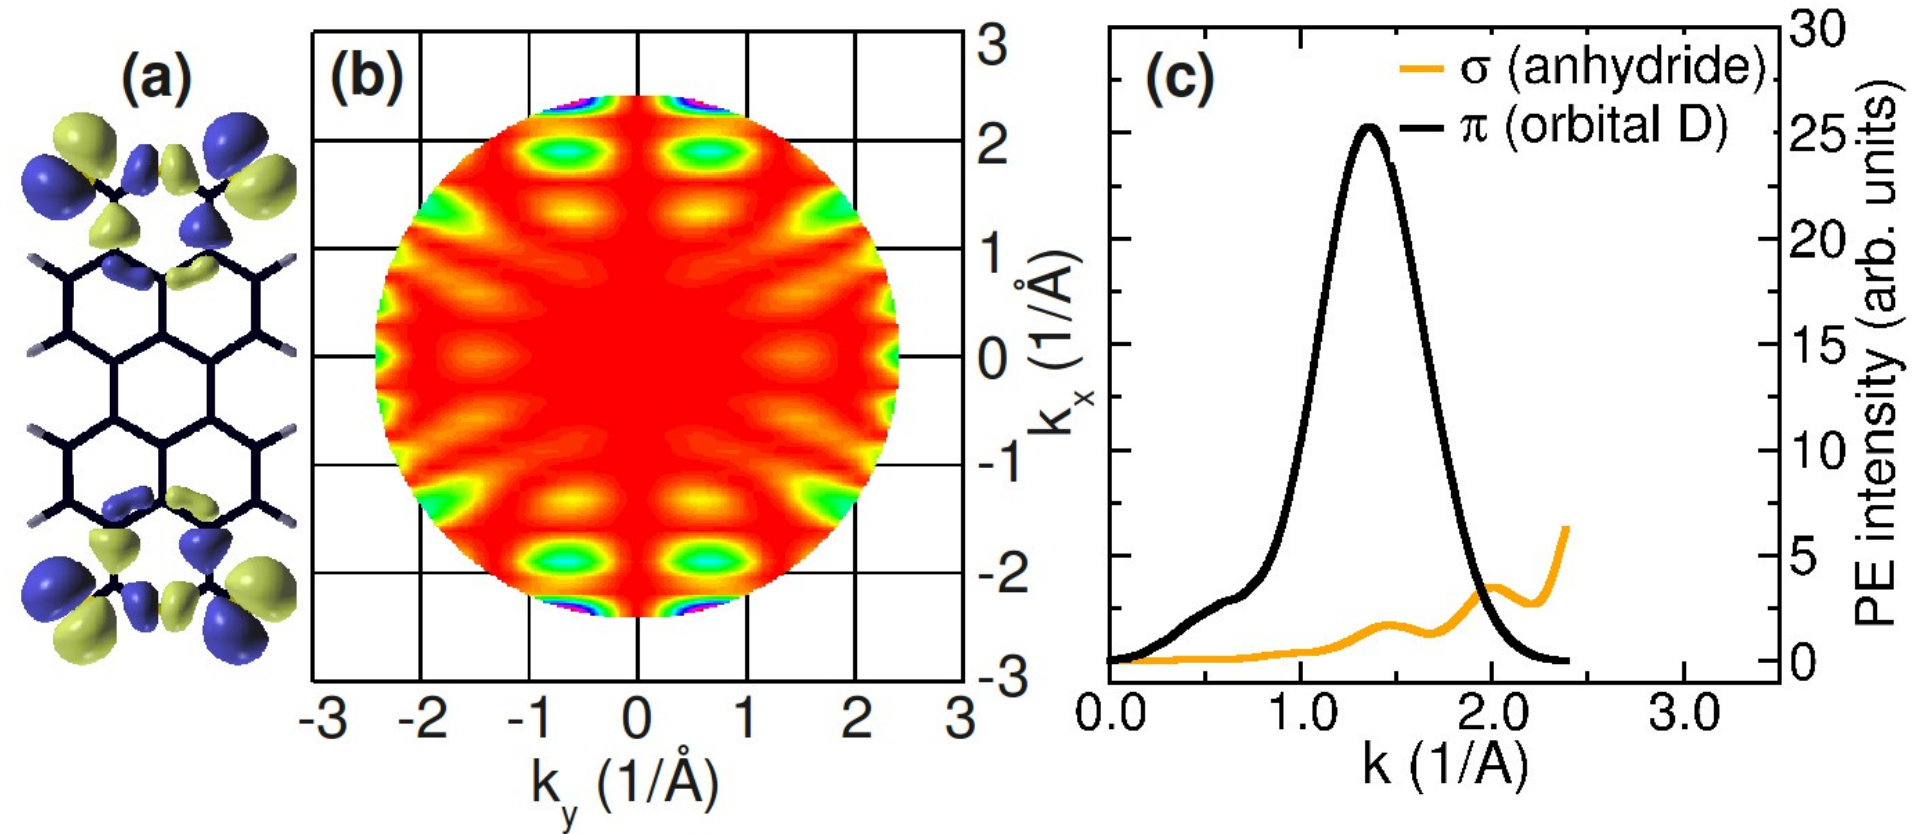 (a)
(b)
3
2
1
0
-1
-2
-3
kx (1/Å)
-3 -2 -1 0 1 2 3
ky (1/Å)
(c)
σ (anhydride)
π (orbital D)
30
25
20
15
10
5
0
PE intensity (arb. units)
0.0 1.0 2.0 3.0
k (1/A)